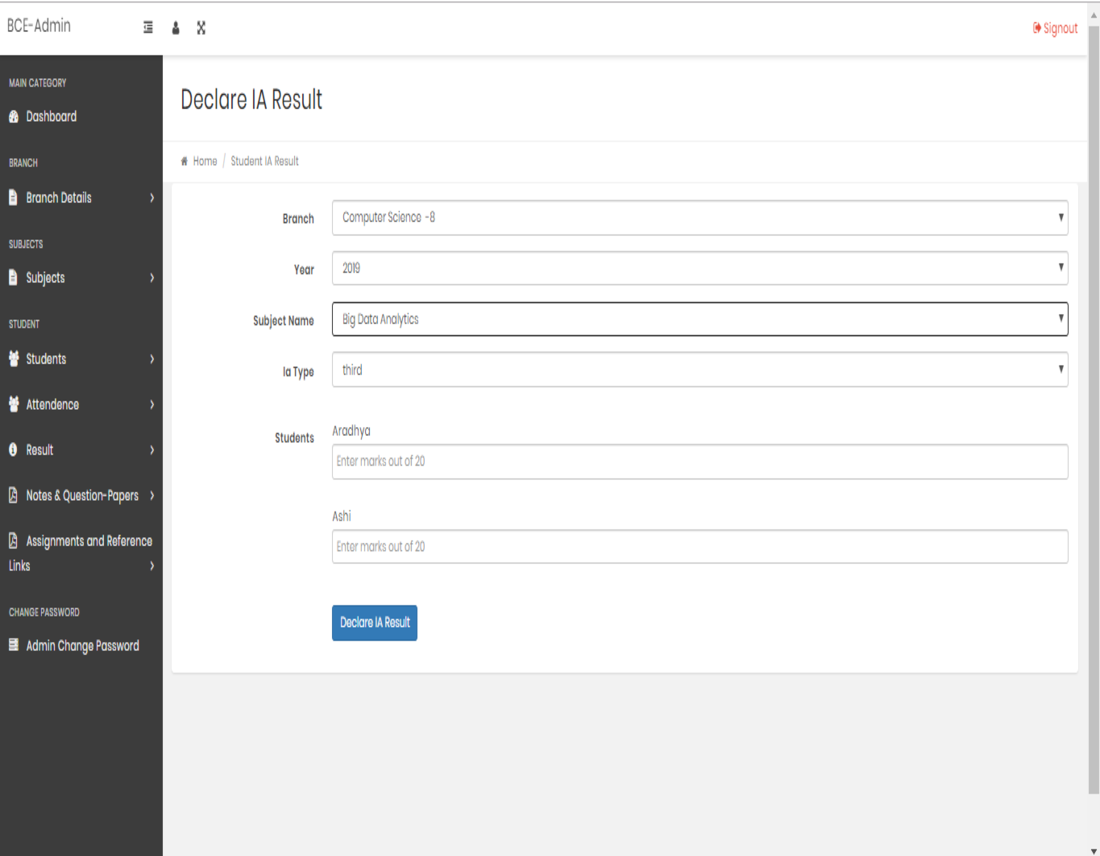 BCE-Admin
Signout
MAIN CATEGORY
Dashboard
BRANCH
Branch Details
SUBJECTS
Subjects
STUDENT
Students
Attendence
Result
Notes & Question-Papers
Assignments and Reference
Links
CHANGE PASSWORD
Admin Change Password
Declare IA Result
Home / Student IA Result
Branch
Computer Science -8
Year
2019
Subject Name
Big Data Analytics
Ia Type
third
Students
Aradhya
Enter marks out of 20
Ashi
Enter marks out of 20
Declare IA Result